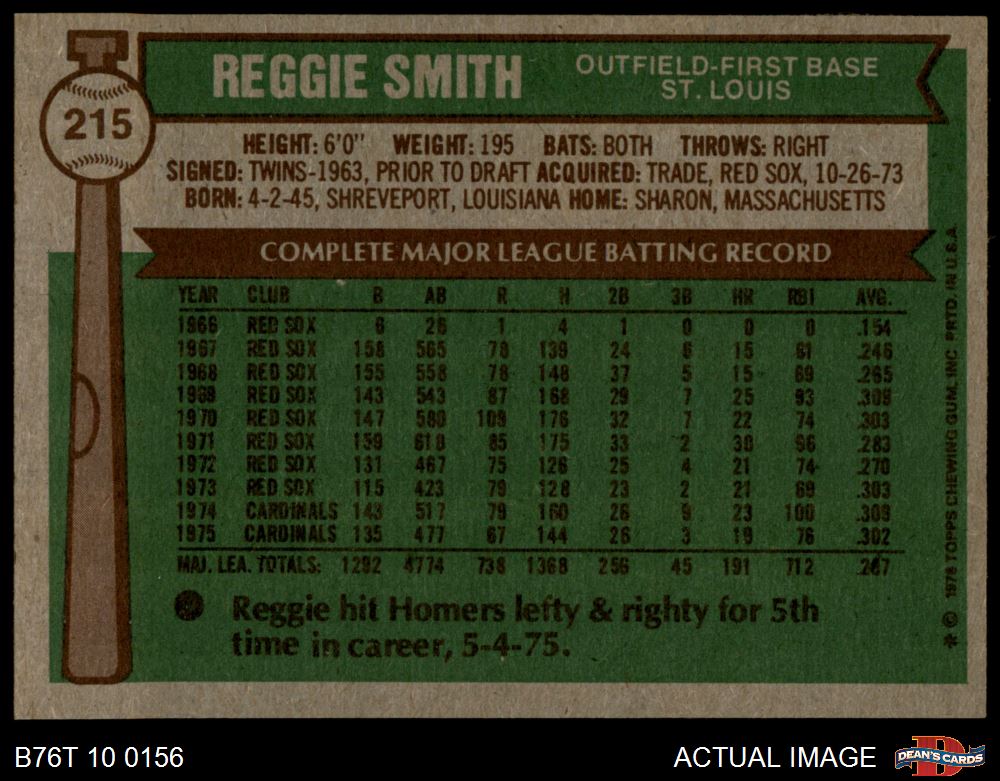 215
REGGIE SMITH
OUTFIELD-FIRST BASE
ST. LOUIS
HEIGHT: 6'0" WEIGHT: 195 BATS: BOTH THROWS: RIGHT
SIGNED: TWINS-1963, PRIOR TO DRAFT ACQUIRED: TRADE, RED SOX, 10-26-73
BORN: 4-2-45, SHREVEPORT, LOUISIANA HOME: SHARON, MASSACHUSETTS
COMPLETE MAJOR LEAGUE BATTING RECORD
YEAR CLUB G AB R H 2B 3B HR RBI AVG.
1966 RED SOX 6 26 1 4 1 0 0 0 .154
1967 RED SOX 158 565 78 139 24 6 15 61 .246
1968 RED SOX 155 558 78 148 37 5 15 69 .265
1969 RED SOX 143 543 87 168 29 7 25 93 .309
1970 RED SOX 147 580 109 176 32 7 22 74 .303
1971 RED SOX 159 618 85 175 33 2 30 96 .283
1972 RED SOX 131 467 75 126 25 4 21 74 .270
1973 RED SOX 115 423 79 128 23 2 21 69 .303
1974 CARDINALS 143 517 79 160 26 9 23 100 .309
1975 CARDINALS 135 477 67 144 26 3 19 76 .302
MAJ. LEA. TOTALS: 1292 4774 738 1368 256 45 191 712 .287
Reggie hit Homers lefty & righty for 5th
time in career, 5-4-75.
* © 1976 TOPPS CHEWING GUM, INC. PRTD. IN U.S.A.
B76T 10 0156
ACTUAL IMAGE
D
DEAN'S CARDS